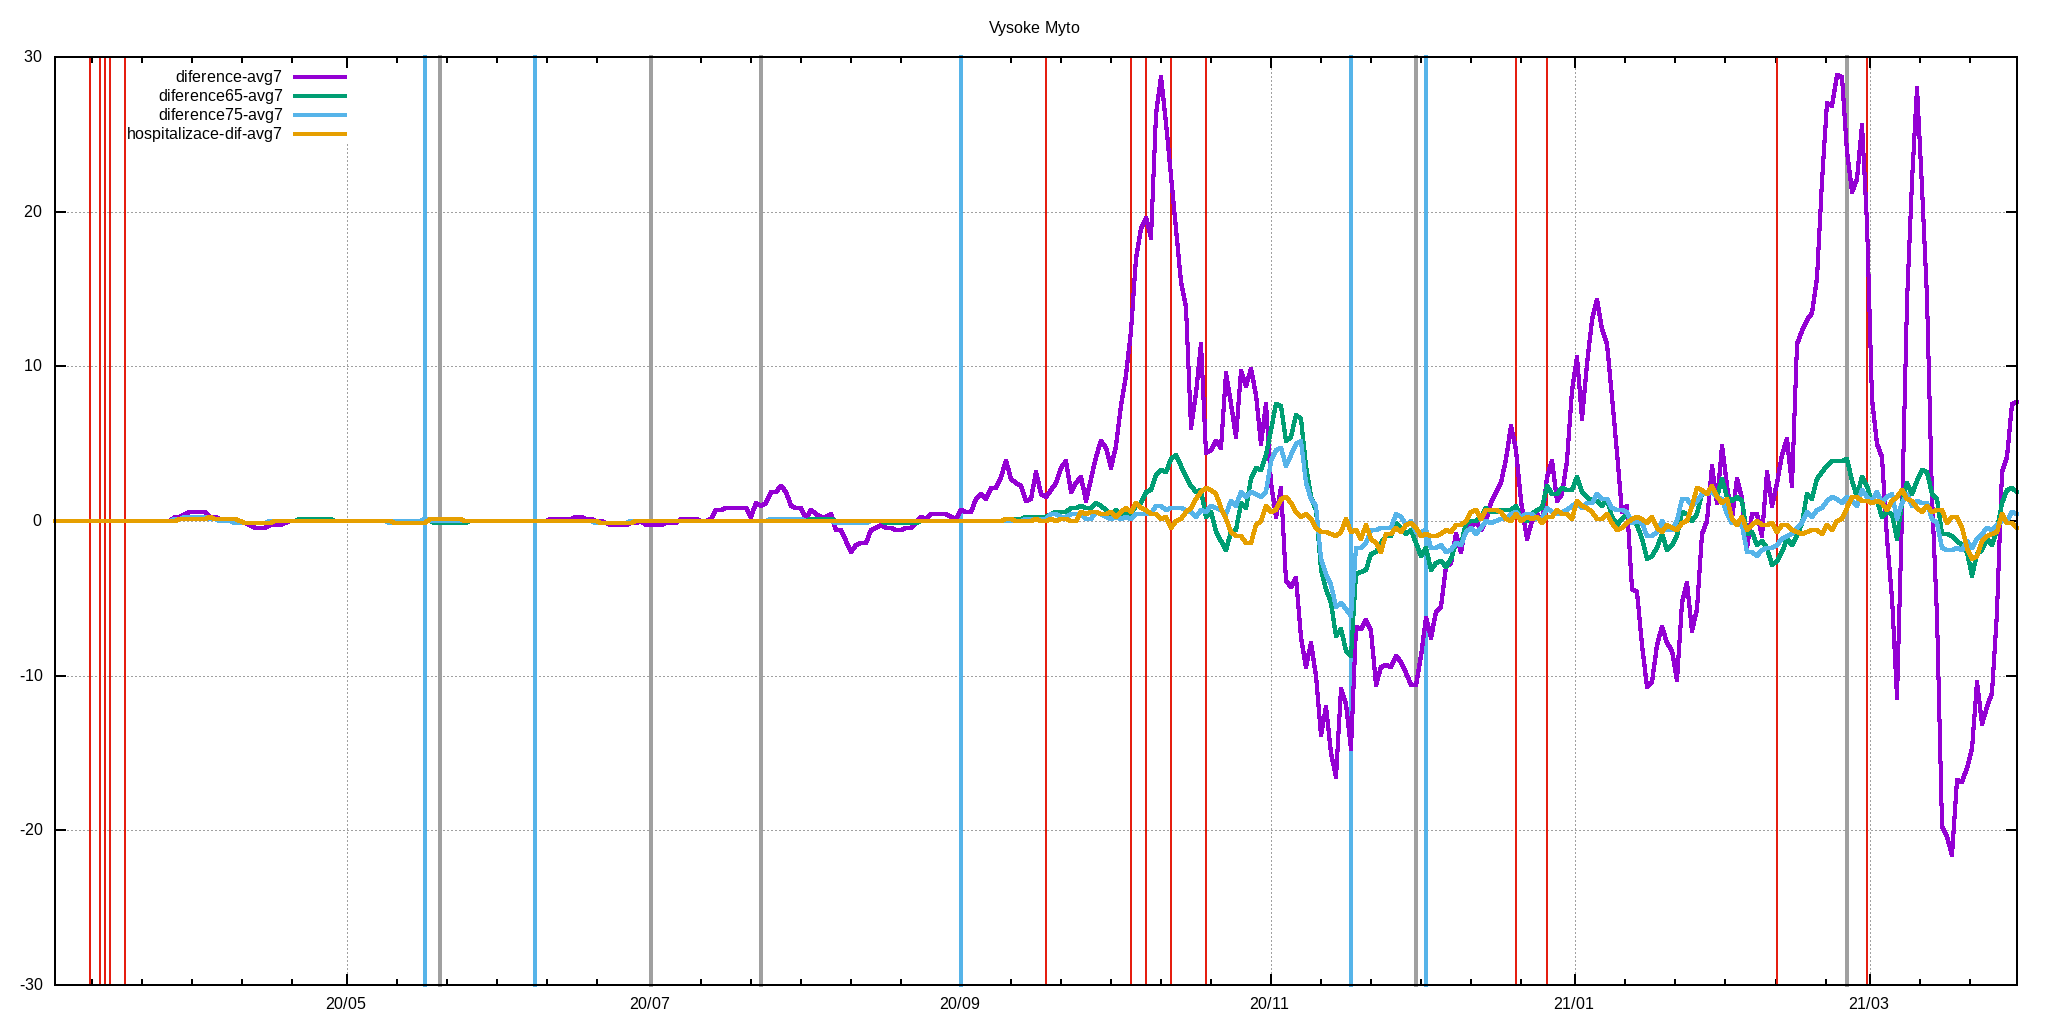 Vysoke Myto
diference-avg7
diference65-avg7
diference75-avg7
hospitalizace-dif-avg7
30
20
10
0
-10
-20
-30
20/05 20/07 20/09 20/11 21/01 21/03